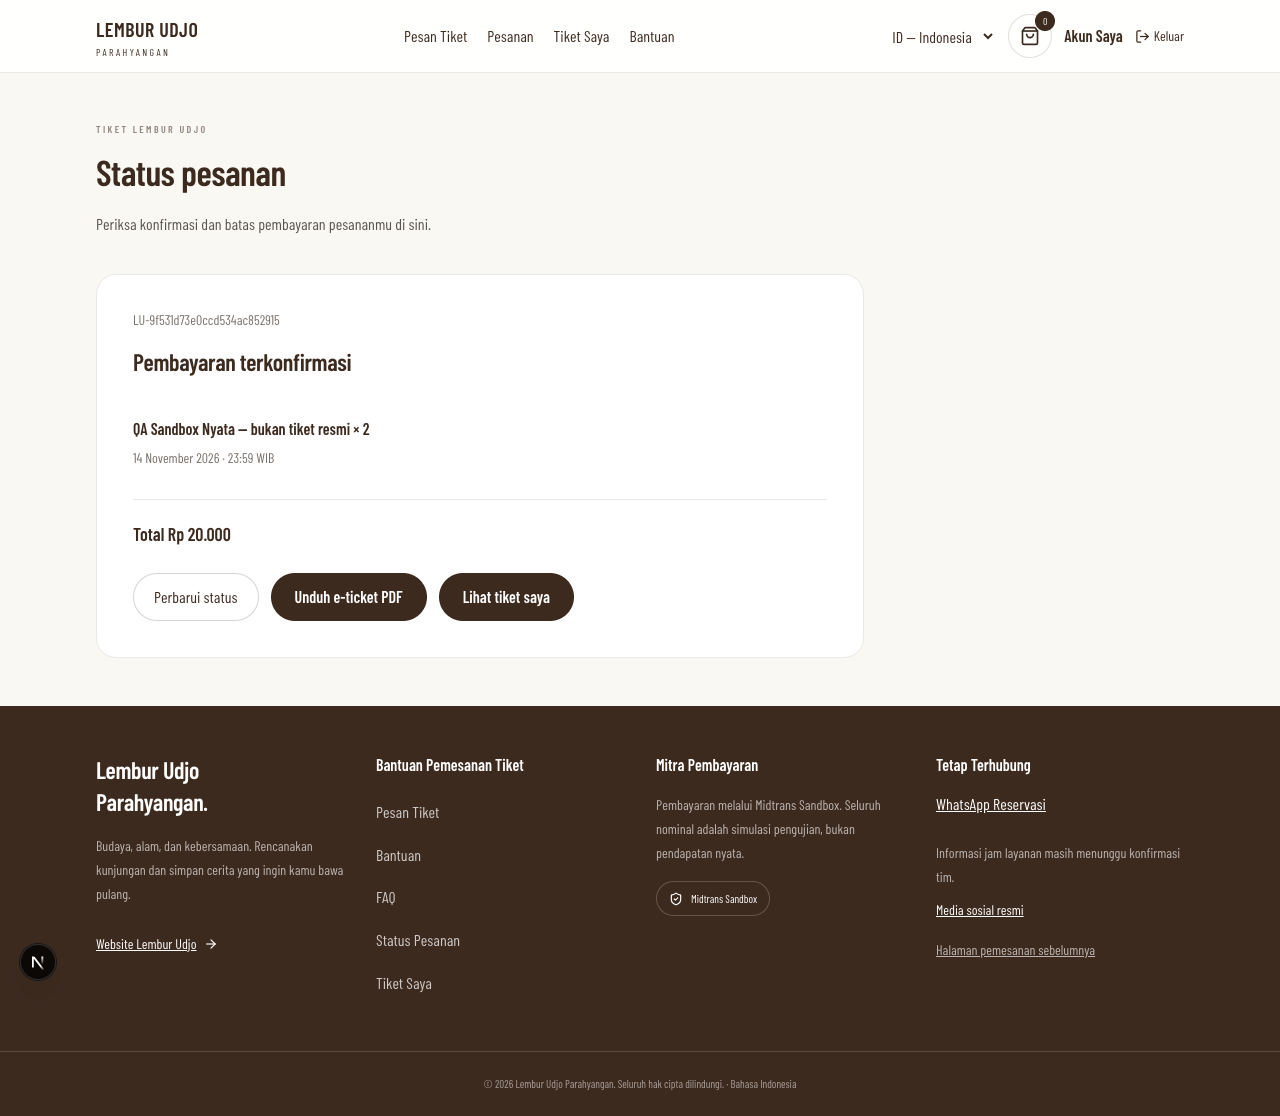 LEMBUR UDJO
PARAHYANGAN
Pesan Tiket
Pesanan
Tiket Saya
Bantuan
ID — Indonesia
0
Akun Saya
Keluar
TIKET LEMBUR UDJO
Status pesanan
Periksa konfirmasi dan batas pembayaran pesananmu di sini.
LU-9f531d73e0ccd534ac852915
Pembayaran terkonfirmasi
QA Sandbox Nyata — bukan tiket resmi × 2
14 November 2026 · 23:59 WIB
Total Rp 20.000
Perbarui status
Unduh e-ticket PDF
Lihat tiket saya
Lembur Udjo
Parahyangan.
Budaya, alam, dan kebersamaan. Rencanakan
kunjungan dan simpan cerita yang ingin kamu bawa
pulang.
Website Lembur Udjo
N
Bantuan Pemesanan Tiket
Pesan Tiket
Bantuan
FAQ
Status Pesanan
Tiket Saya
Mitra Pembayaran
Pembayaran melalui Midtrans Sandbox. Seluruh
nominal adalah simulasi pengujian, bukan
pendapatan nyata.
Midtrans Sandbox
Tetap Terhubung
WhatsApp Reservasi
Informasi jam layanan masih menunggu konfirmasi
tim.
Media sosial resmi
Halaman pemesanan sebelumnya
© 2026 Lembur Udjo Parahyangan. Seluruh hak cipta dilindungi. · Bahasa Indonesia